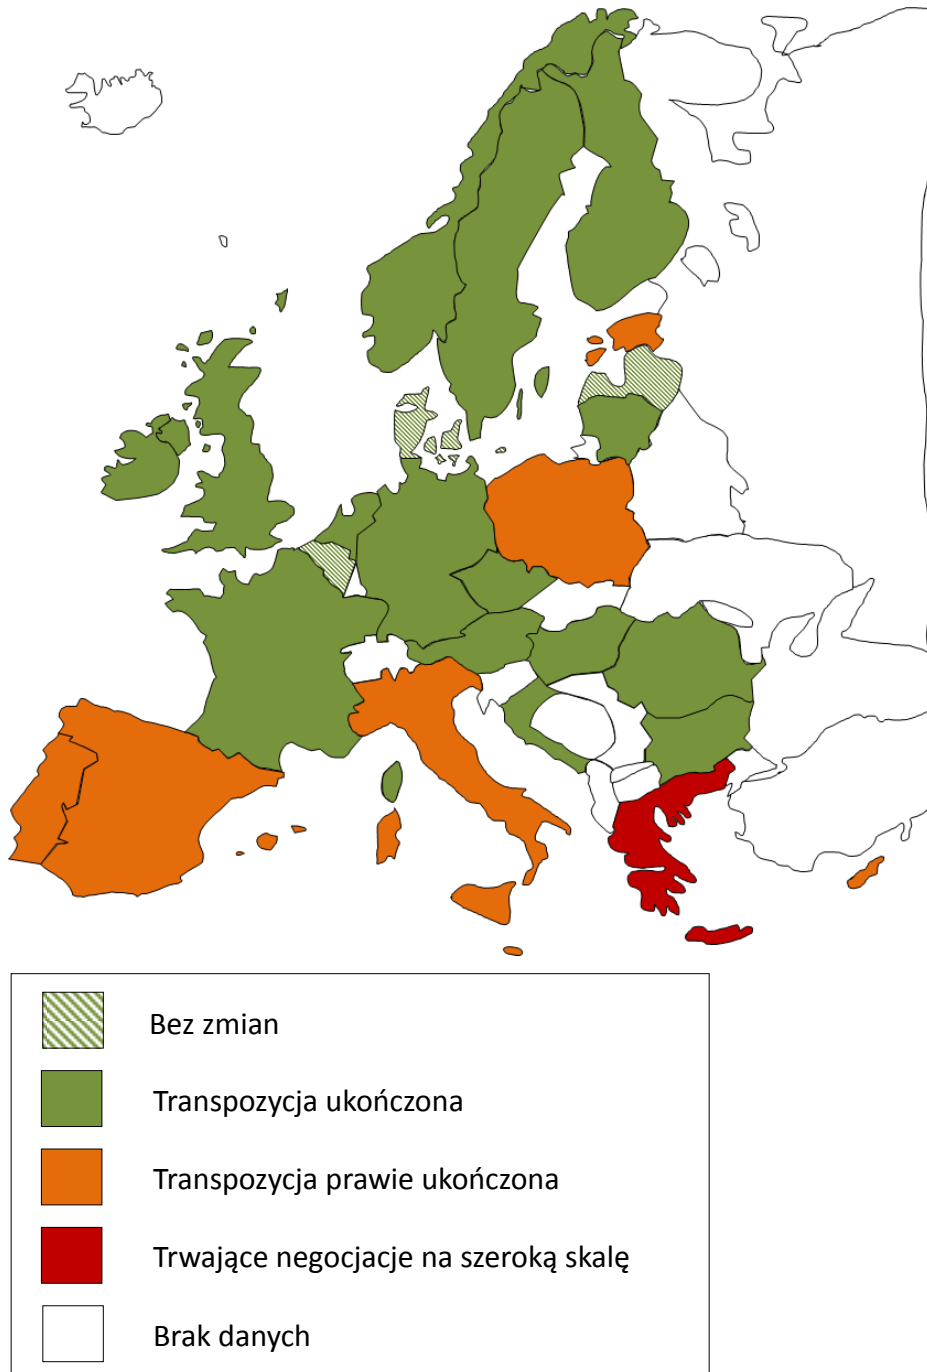 Bez zmian
Transpozycja ukończona
Transpozycja prawie ukończona
Trwające negocjacje na szeroką skalę
Brak danych